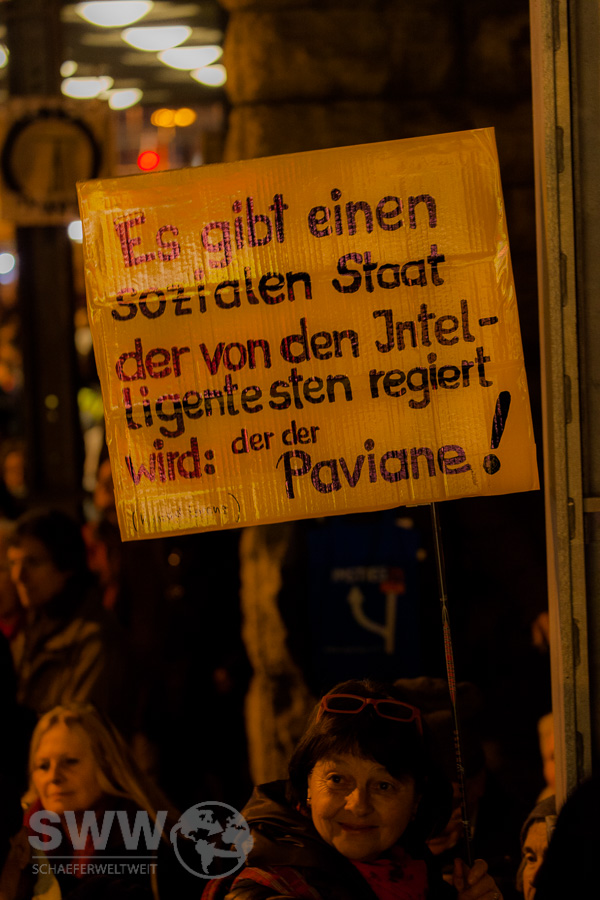 Es gibt einen
sozialen Staat
der von den Intel-
ligentesten regiert
wird: der der
Paviane!
SWW
SCHAEFERWELTWEIT